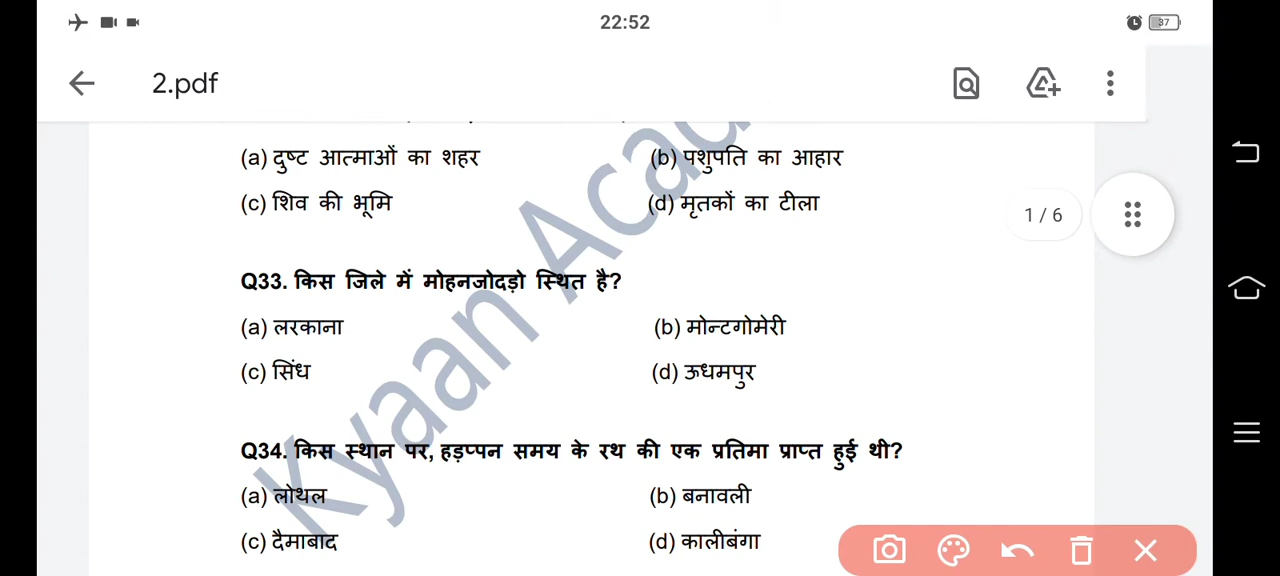 22:52
37
2.pdf
(a) दुष्ट आत्माओं का शहर (b) पशुपति का आहार
(c) शिव की भूमि (d) मृतकों का टीला
1 / 6
Q33. किस जिले में मोहनजोदड़ो स्थित है?
(a) लरकाना (b) मोन्टगोमेरी
(c) सिंध (d) ऊधमपुर
Q34. किस स्थान पर, हड़प्पन समय के रथ की एक प्रतिमा प्राप्त हुई थी?
(a) लोथल (b) बनावली
(c) दैमाबाद (d) कालीबंगा
Kyaan Acad